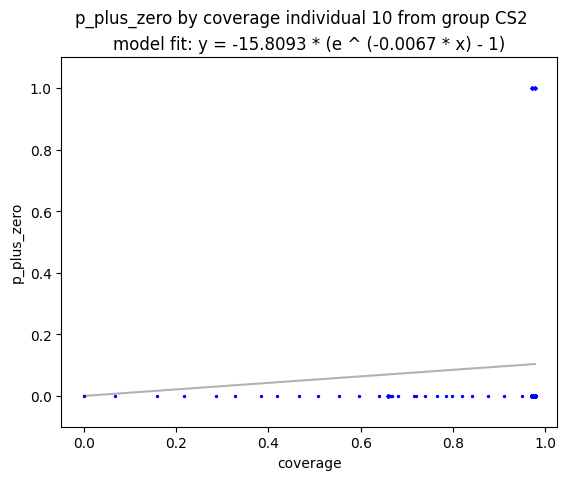 p_plus_zero by coverage individual 10 from group CS2
model fit: y = -15.8093 * (e ^ (-0.0067 * x) - 1)
1.0
0.8
0.6
0.4
0.2
0.0
p_plus_zero
0.0 0.2 0.4 0.6 0.8 1.0
coverage